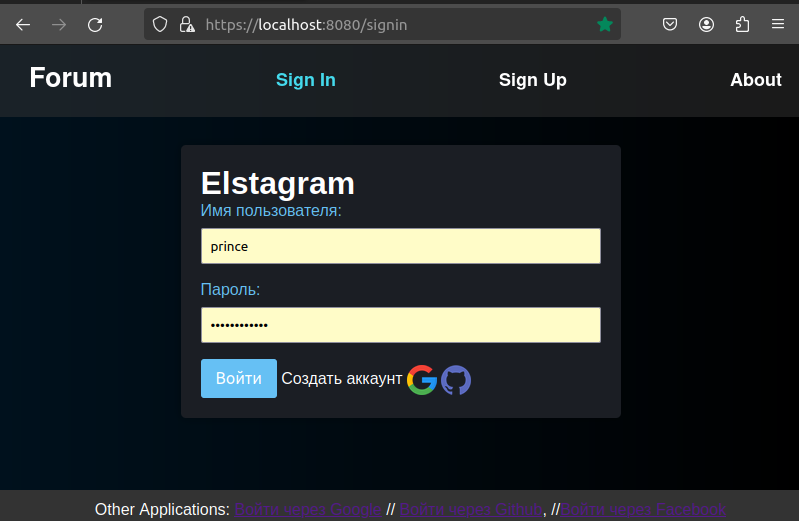 https://localhost:8080/signin
Forum Sign In Sign Up About
Elstagram
Имя пользователя:
prince
Пароль:
••••••••••••
Войти Создать аккаунт
Other Applications: Войти через Google // Войти через Github, //Войти через Facebook